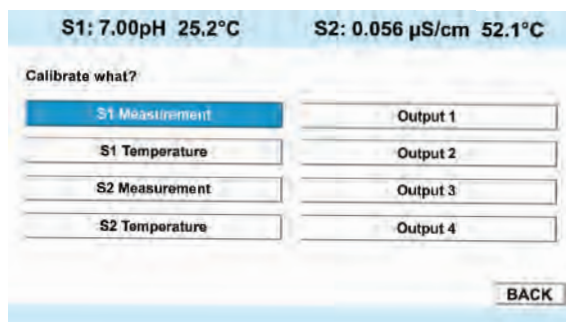 S1: 7.00pH 25.2°C S2: 0.056 µS/cm 52.1°C
Calibrate what?
S1 Measurement Output 1
S1 Temperature Output 2
S2 Measurement Output 3
S2 Temperature Output 4
BACK